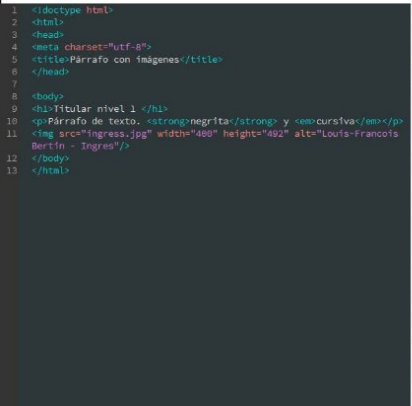 1 <!doctype html>
2 <html>
3 <head>
4 <meta charset="utf-8">
5 <title>Párrafo con imágenes</title>
6 </head>
7
8 <body>
9 <h1>Titular nivel 1 </h1>
10 <p>Párrafo de texto. <strong>negrita</strong> y <em>cursiva</em></p>
11 <img src="ingress.jpg" width="400" height="492" alt="Louis-Francois
Bertin - Ingres"/>
12 </body>
13 </html>